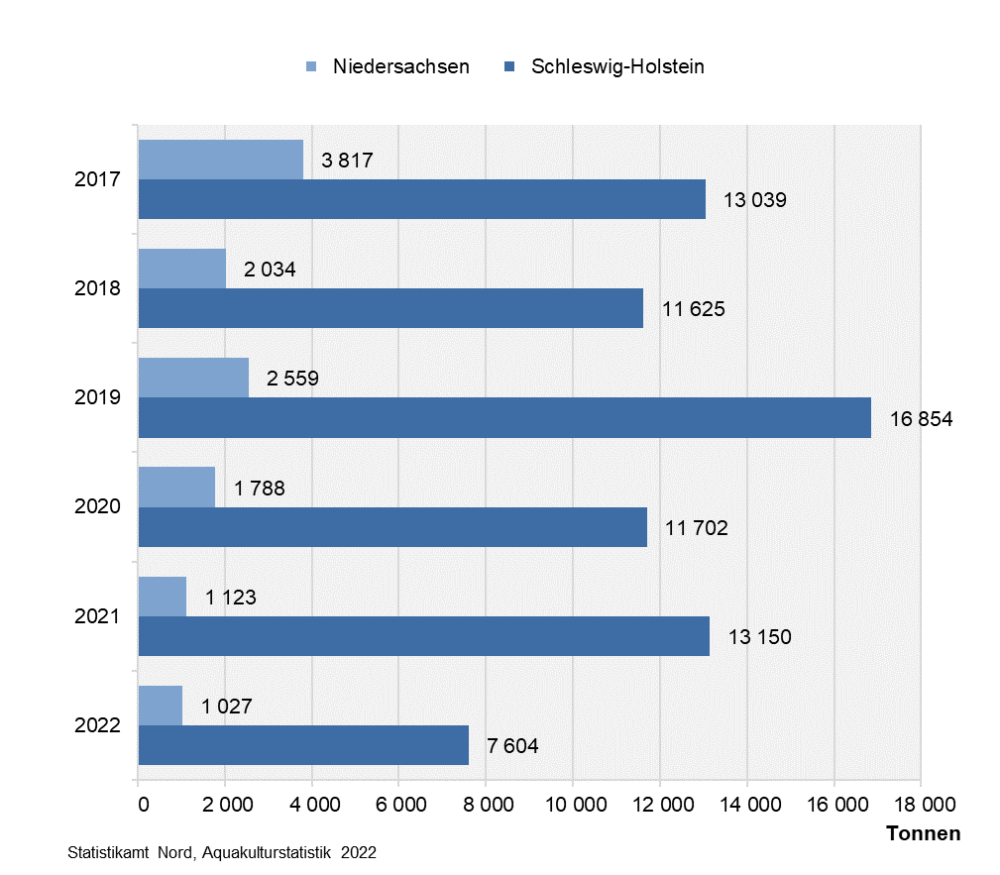 Niedersachsen Schleswig-Holstein
2017 3 817
13 039
2018 2 034
11 625
2019 2 559
16 854
2020 1 788
11 702
2021 1 123
13 150
2022 1 027
7 604
0 2 000 4 000 6 000 8 000 10 000 12 000 14 000 16 000 18 000
Tonnen
Statistikamt Nord, Aquakulturstatistik 2022